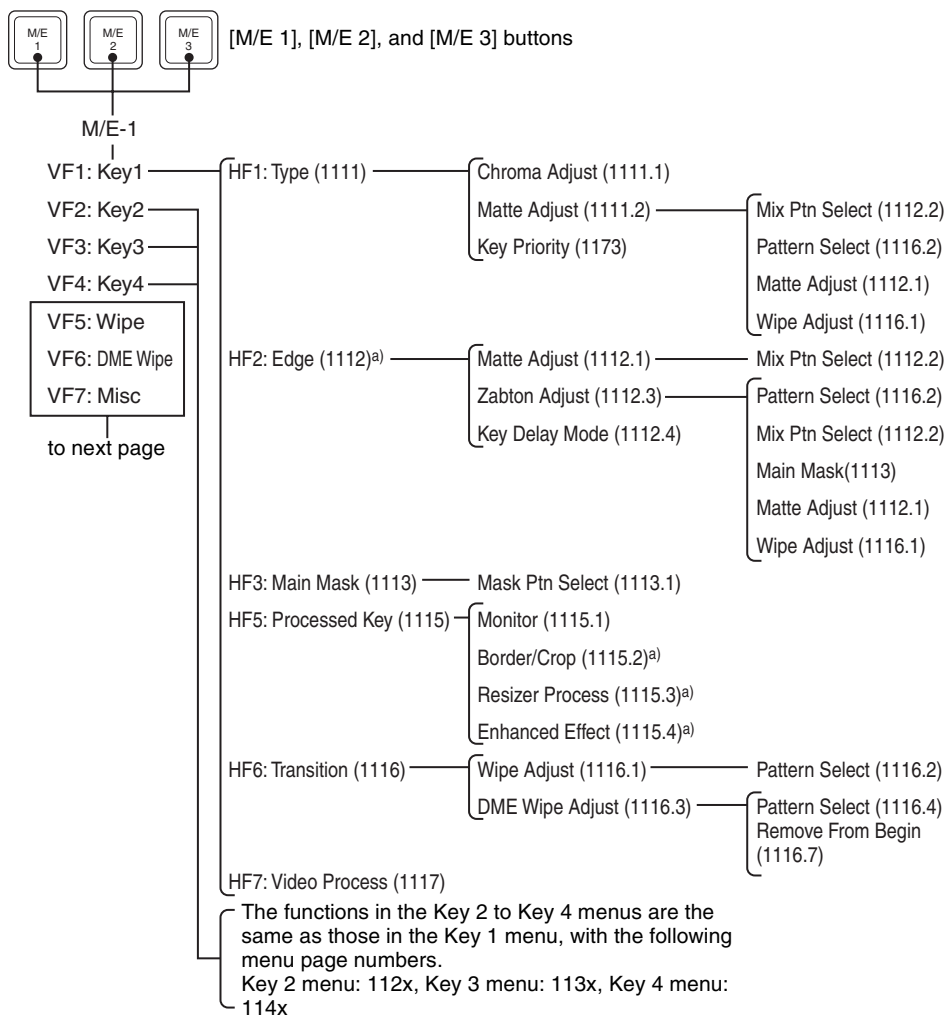 M/E
1
M/E
2
M/E
3
[M/E 1], [M/E 2], and [M/E 3] buttons
M/E-1
VF1: Key1
VF2: Key2
VF3: Key3
VF4: Key4
VF5: Wipe
VF6: DME Wipe
VF7: Misc
to next page
HF1: Type (1111)
Chroma Adjust (1111.1)
Matte Adjust (1111.2)
Key Priority (1173)
Mix Ptn Select (1112.2)
Pattern Select (1116.2)
Matte Adjust (1112.1)
Wipe Adjust (1116.1)
HF2: Edge (1112)a)
Matte Adjust (1112.1)
Mix Ptn Select (1112.2)
Zabton Adjust (1112.3)
Key Delay Mode (1112.4)
Pattern Select (1116.2)
Mix Ptn Select (1112.2)
Main Mask(1113)
Matte Adjust (1112.1)
Wipe Adjust (1116.1)
HF3: Main Mask (1113)
Mask Ptn Select (1113.1)
HF5: Processed Key (1115)
Monitor (1115.1)
Border/Crop (1115.2)a)
Resizer Process (1115.3)a)
Enhanced Effect (1115.4)a)
HF6: Transition (1116)
Wipe Adjust (1116.1)
Pattern Select (1116.2)
DME Wipe Adjust (1116.3)
Pattern Select (1116.4)
Remove From Begin
(1116.7)
HF7: Video Process (1117)
The functions in the Key 2 to Key 4 menus are the
same as those in the Key 1 menu, with the following
menu page numbers.
Key 2 menu: 112x, Key 3 menu: 113x, Key 4 menu:
114x